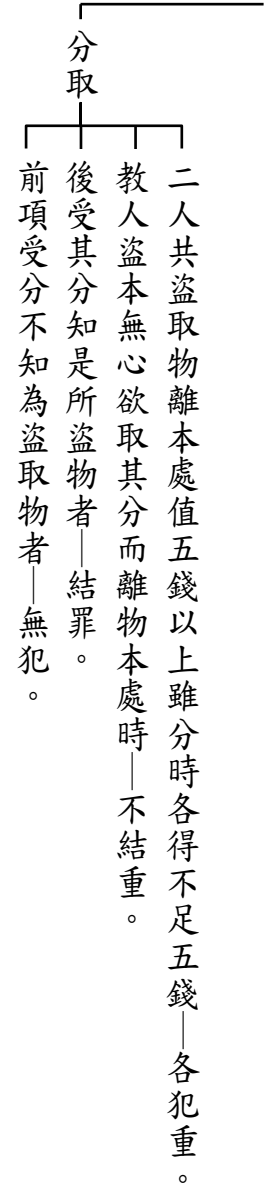 分取
二人共盜取物離本處值五錢以上雖分時各得不足五錢—各犯重。
教人盜本無心欲取其分而離物本處時—不結重。
後受其分知是所盜物者—結罪。
前項受分不知為盜取物者—無犯。